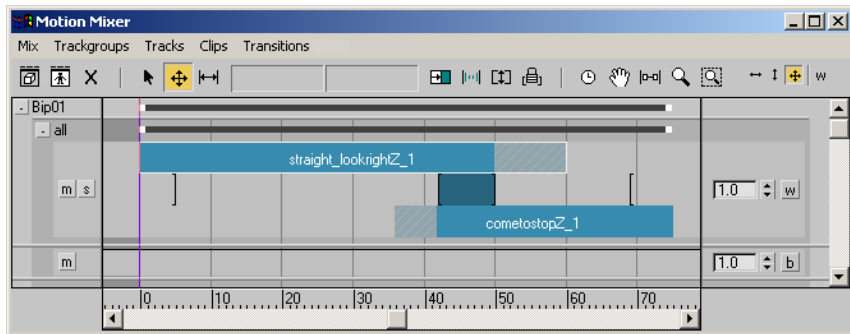 Motion Mixer
Mix Trackgroups Tracks Clips Transitions
w
- Bip01
- all
straight_lookrightZ_1
m s
1.0 w
cometostopZ_1
m
1.0 b
0 10 20 30 40 50 60 70